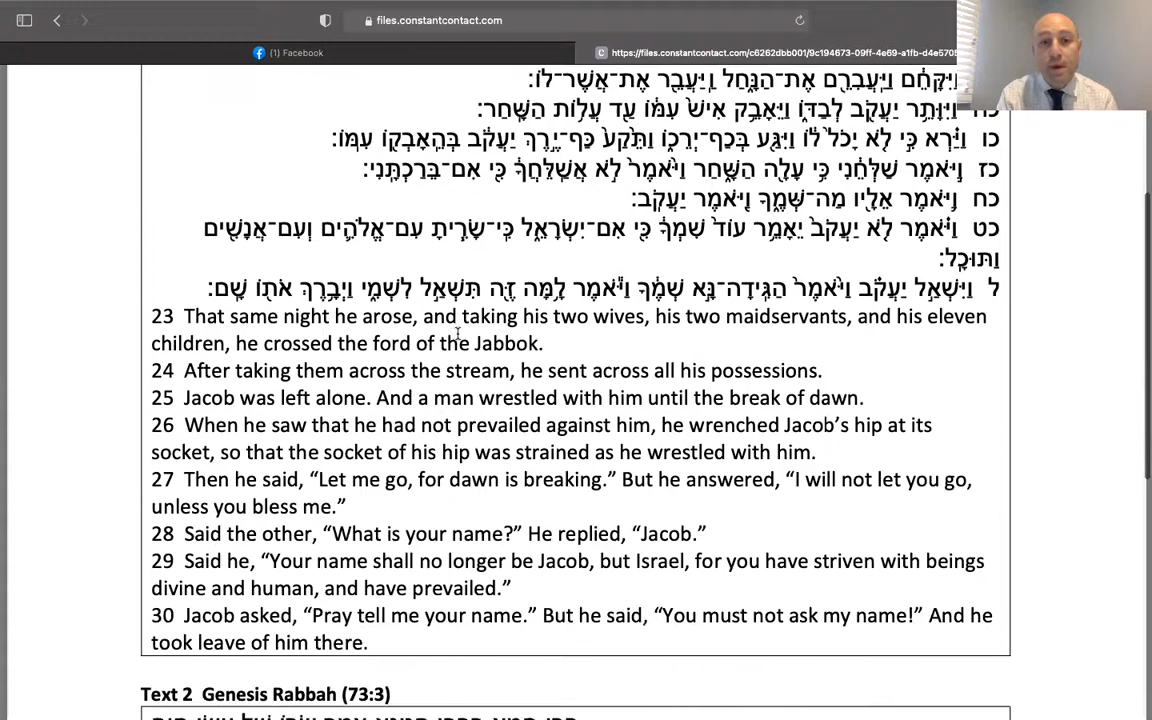 files.constantcontact.com
(1) Facebook
https://files.constantcontact.com/c6262dbb001/9c194673-09ff-4e69-a1fb-d4e5705
וַיִּקָּחֵ֔ם וַיַּֽעֲבִרֵ֖ם אֶת־הַנָּ֑חַל וַֽיַּעֲבֵ֖ר אֶת־אֲשֶׁר־לֽוֹ:
כה וַיִּוָּתֵ֥ר יַעֲקֹ֖ב לְבַדּ֑וֹ וַיֵּאָבֵ֥ק אִישׁ֙ עִמּ֔וֹ עַ֖ד עֲל֥וֹת הַשָּֽׁחַר:
כו וַיַּ֗רְא כִּ֣י לֹ֤א יָכֹל֙ ל֔וֹ וַיִּגַּ֖ע בְּכַף־יְרֵכ֑וֹ וַתֵּ֙קַע֙ כַּף־יֶ֣רֶךְ יַעֲקֹ֔ב בְּהֵאָֽבְק֖וֹ עִמּֽוֹ:
כז וַיֹּ֣אמֶר שַׁלְּחֵ֔נִי כִּ֥י עָלָ֖ה הַשָּׁ֑חַר וַיֹּ֙אמֶר֙ לֹ֣א אֲשַֽׁלֵּחֲךָ֔ כִּ֖י אִם־בֵּרַכְתָּֽנִי:
כח וַיֹּ֥אמֶר אֵלָ֖יו מַה־שְּׁמֶ֑ךָ וַיֹּ֖אמֶר יַעֲקֹֽב:
כט וַיֹּ֗אמֶר לֹ֤א יַעֲקֹב֙ יֵאָמֵ֥ר עוֹד֙ שִׁמְךָ֔ כִּ֖י אִם־יִשְׂרָאֵ֑ל כִּֽי־שָׂרִ֧יתָ עִם־אֱלֹהִ֛ים וְעִם־אֲנָשִׁ֖ים
וַתּוּכָֽל:
ל וַיִּשְׁאַ֣ל יַעֲקֹ֗ב וַיֹּ֙אמֶר֙ הַגִּֽידָה־נָּ֣א שְׁמֶ֔ךָ וַיֹּ֕אמֶר לָ֥מָּה זֶּ֖ה תִּשְׁאַ֣ל לִשְׁמִ֑י וַיְבָ֥רֶךְ אֹת֖וֹ שָֽׁם:
23 That same night he arose, and taking his two wives, his two maidservants, and his eleven
children, he crossed the ford of the Jabbok.
24 After taking them across the stream, he sent across all his possessions.
25 Jacob was left alone. And a man wrestled with him until the break of dawn.
26 When he saw that he had not prevailed against him, he wrenched Jacob’s hip at its
socket, so that the socket of his hip was strained as he wrestled with him.
27 Then he said, “Let me go, for dawn is breaking.” But he answered, “I will not let you go,
unless you bless me.”
28 Said the other, “What is your name?” He replied, “Jacob.”
29 Said he, “Your name shall no longer be Jacob, but Israel, for you have striven with beings
divine and human, and have prevailed.”
30 Jacob asked, “Pray tell me your name.” But he said, “You must not ask my name!” And he
took leave of him there.
Text 2 Genesis Rabbah (73:3)